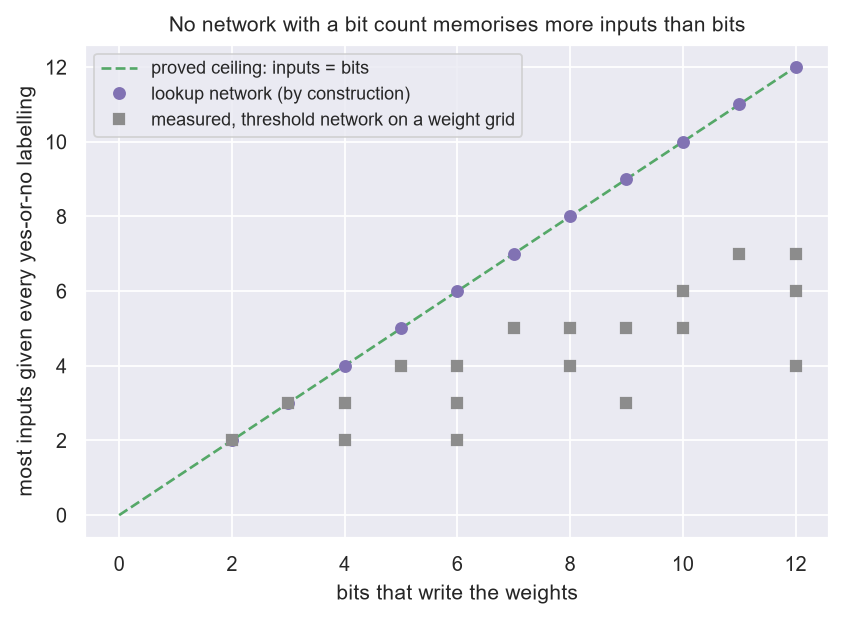 No network with a bit count memorises more inputs than bits
proved ceiling: inputs = bits
lookup network (by construction)
measured, threshold network on a weight grid
most inputs given every yes-or-no labelling
12
10
8
6
4
2
0
0 2 4 6 8 10 12
bits that write the weights